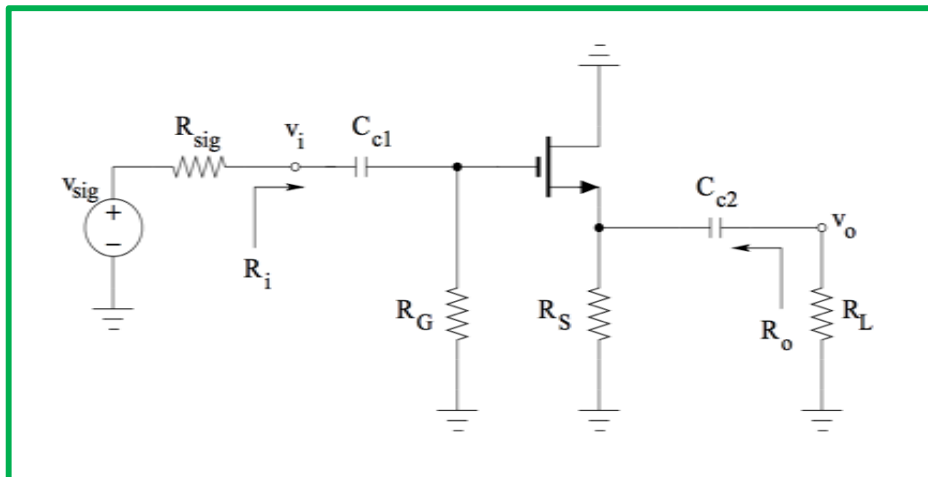 R_sig
v_i
C_c1
v_sig
+
−
R_i
C_c2
v_o
R_G
R_S
R_o
R_L